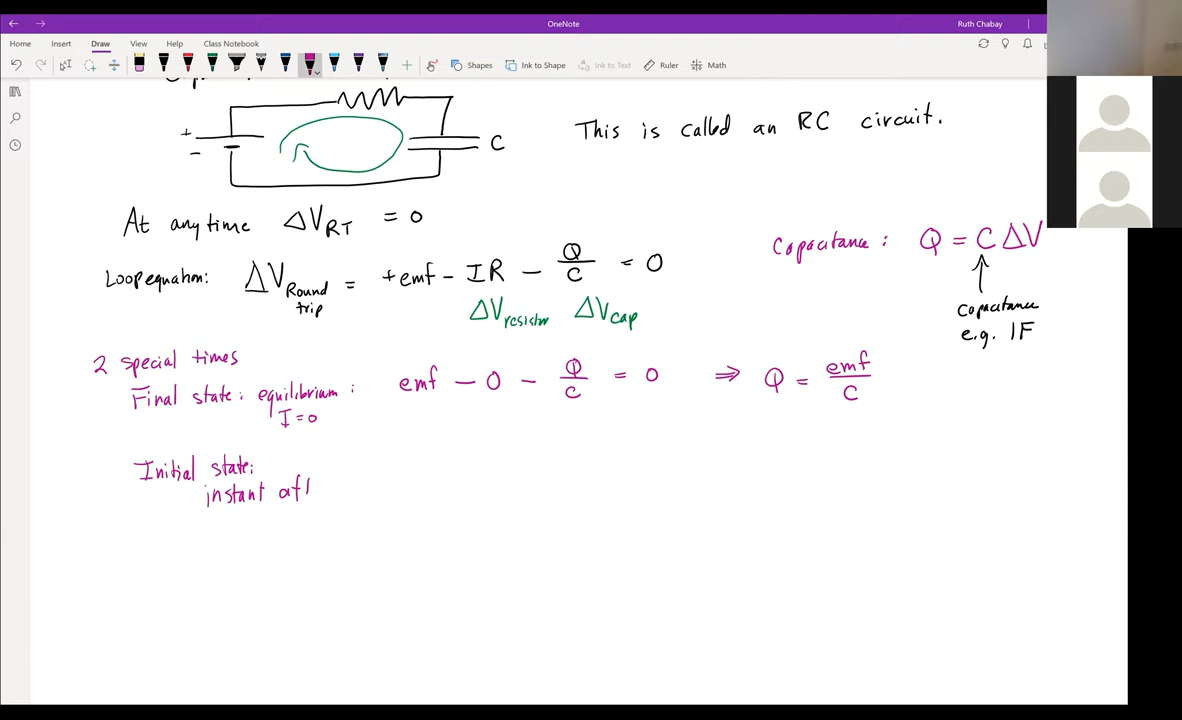 OneNote
Ruth Chabay
Home Insert Draw View Help Class Notebook
Shapes Ink to Shape Ink to Text Ruler Math
+
-
C
This is called an RC circuit.
At any time ΔV_RT = 0
Capacitance: Q = C ΔV
Loop equation: ΔV_Round trip = +emf - IR - Q/C = 0
ΔV_resistor ΔV_cap
capacitance
e.g. 1F
2 special times
Final state: equilibrium: emf - 0 - Q/C = 0 ⇒ Q = emf/C
I = 0
Initial state:
instant aft